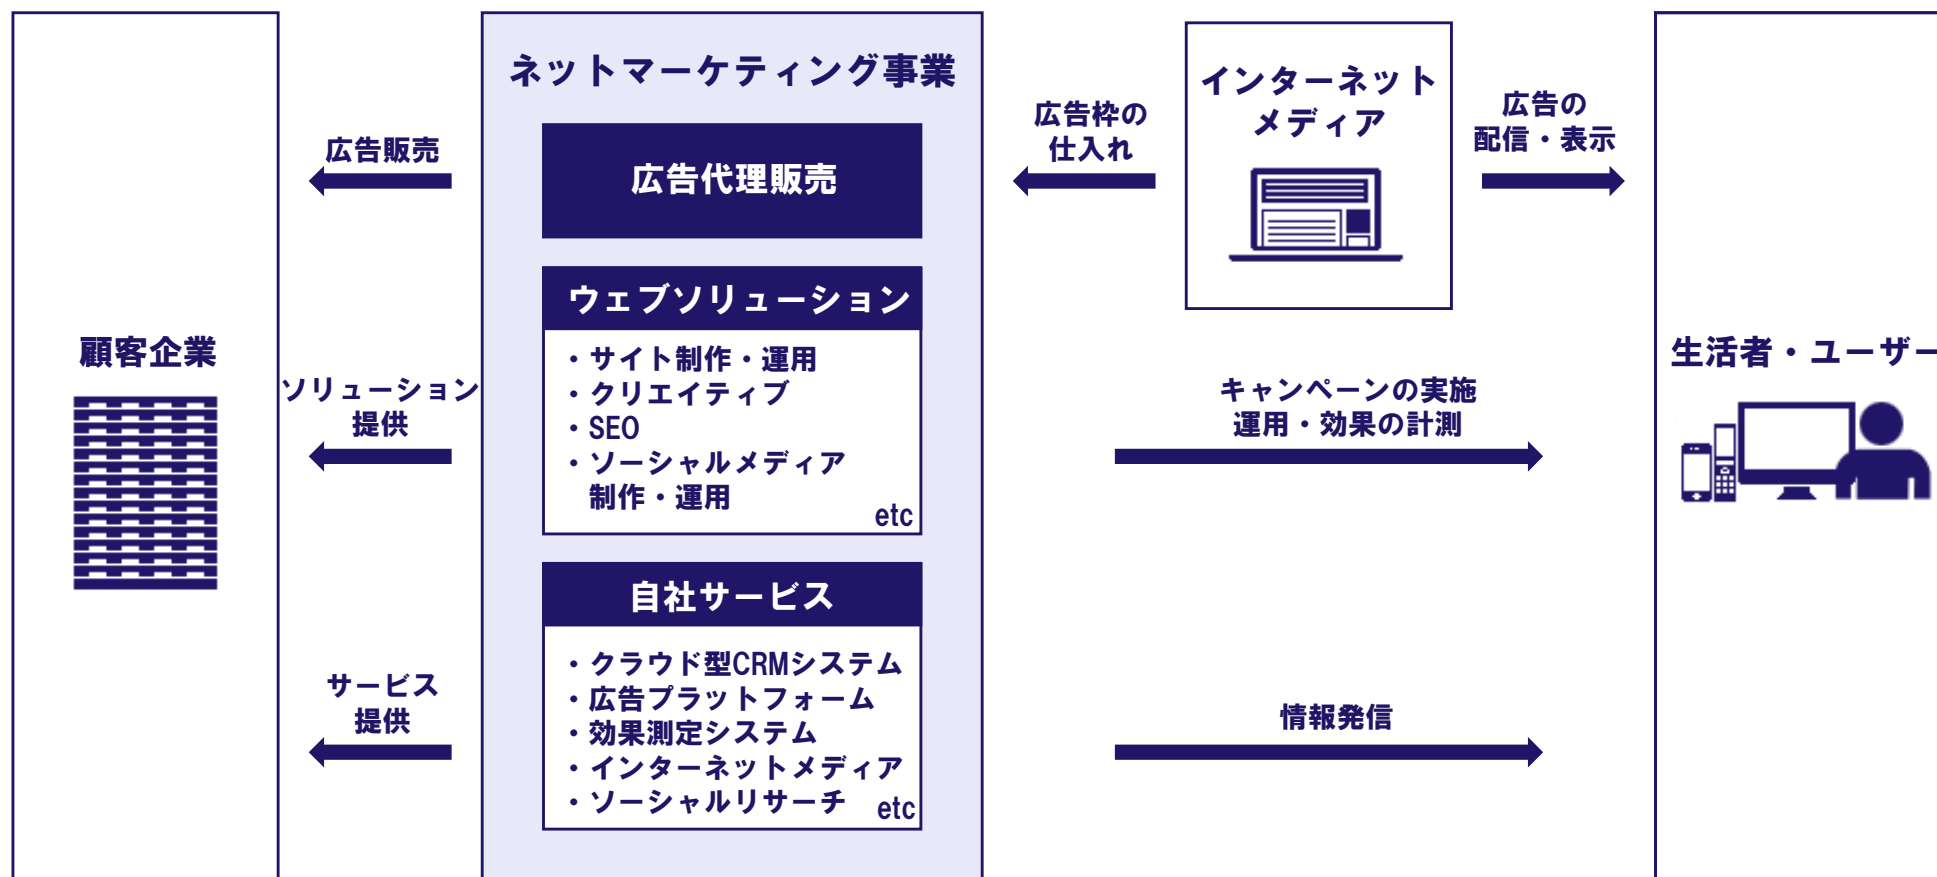 顧客企業
広告販売
ソリューション
提供
サービス
提供
ネットマーケティング事業
広告代理販売
ウェブソリューション
・サイト制作・運用
・クリエイティブ
・SEO
・ソーシャルメディア
制作・運用
etc
自社サービス
・クラウド型CRMシステム
・広告プラットフォーム
・効果測定システム
・インターネットメディア
・ソーシャルリサーチ
etc
広告枠の
仕入れ
インターネット
メディア
広告の
配信・表示
キャンペーンの実施
運用・効果の計測
情報発信
生活者・ユーザー